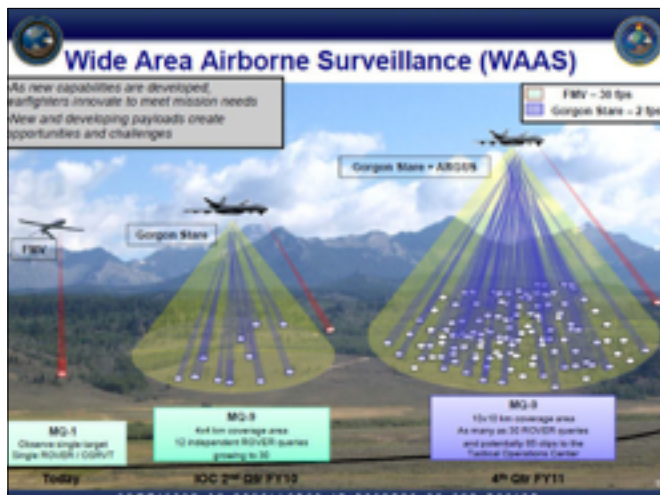 Wide Area Airborne Surveillance (WAAS)
As new capabilities are developed,
warfighters innovate to meet mission needs
New and developing payloads create
opportunities and challenges
FMV – 30 fps
Gorgon Stare – 2 fps
Gorgon Stare + ARGUS
Gorgon Stare
FMV
MQ-1
Observe single target
Single ROVER /
MQ-9
4x4 km coverage area
12 independent ROVER queries
growing to 30
MQ-9
10x10 km coverage area
As many as 30 ROVER queries
and potentially 65 clips to the
Tactical Operations Center
Today
IOC 2nd Qtr FY10
4th Qtr FY11